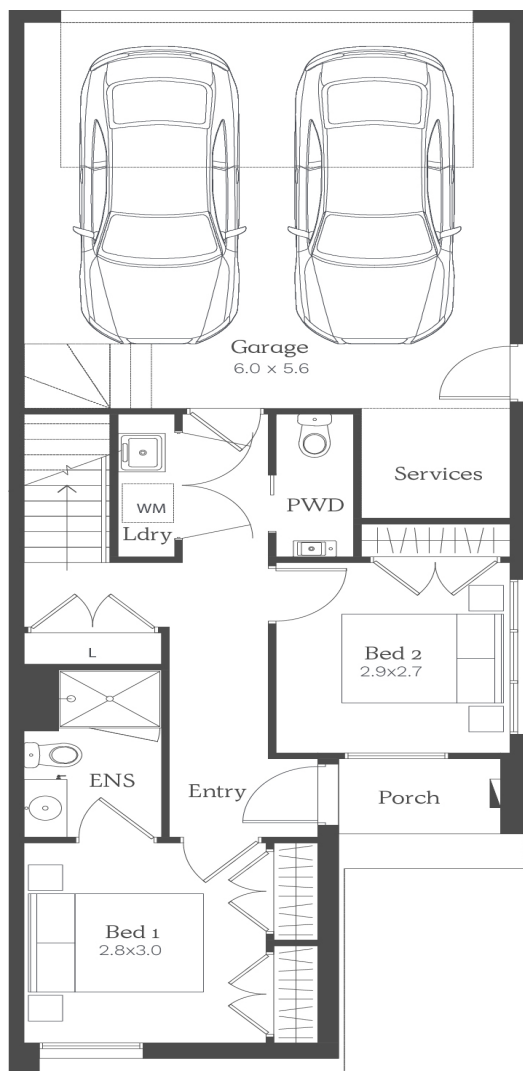 Garage
6.0 x 5.6
Services
PWD
WM
Ldry
L
Bed 2
2.9x2.7
ENS
Entry
Porch
Bed 1
2.8x3.0